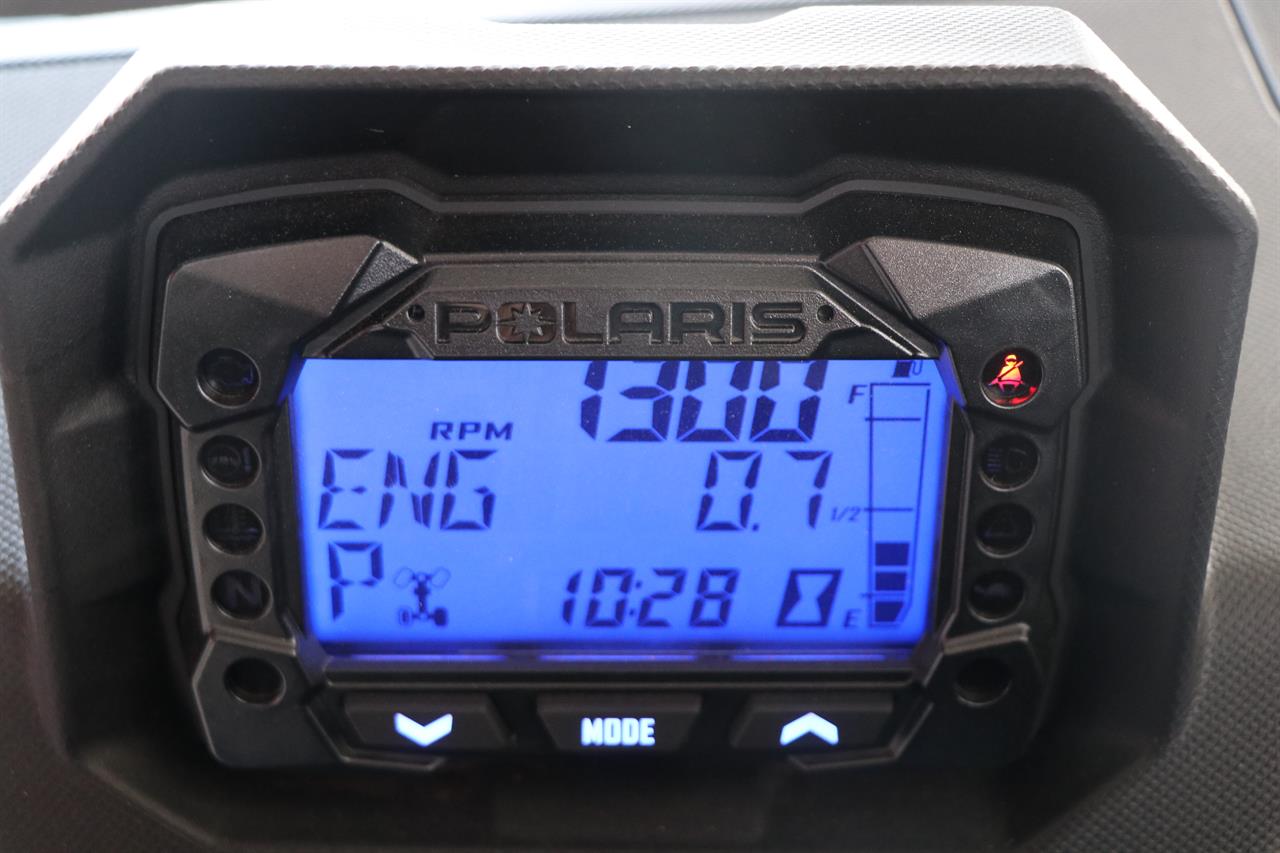 POLARIS
1300
F
RPM
ENG 0.7
1/2
P 10:28
E
N
MODE